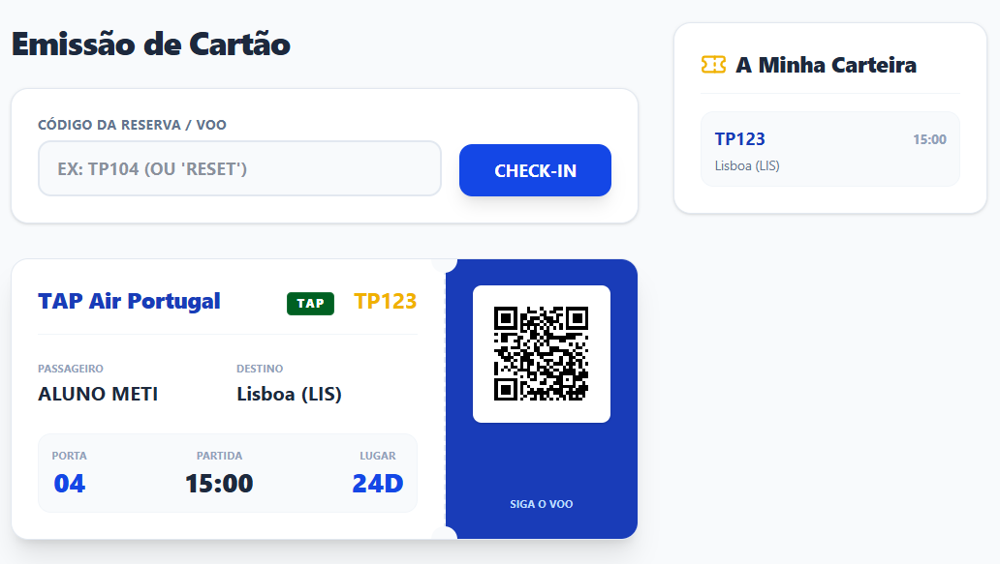 Emissão de Cartão
CÓDIGO DA RESERVA / VOO
EX: TP104 (OU 'RESET')
CHECK-IN
A Minha Carteira
TP123
15:00
Lisboa (LIS)
TAP Air Portugal
TAP
TP123
PASSAGEIRO
DESTINO
ALUNO METI
Lisboa (LIS)
PORTA
PARTIDA
LUGAR
04
15:00
24D
SIGA O VOO